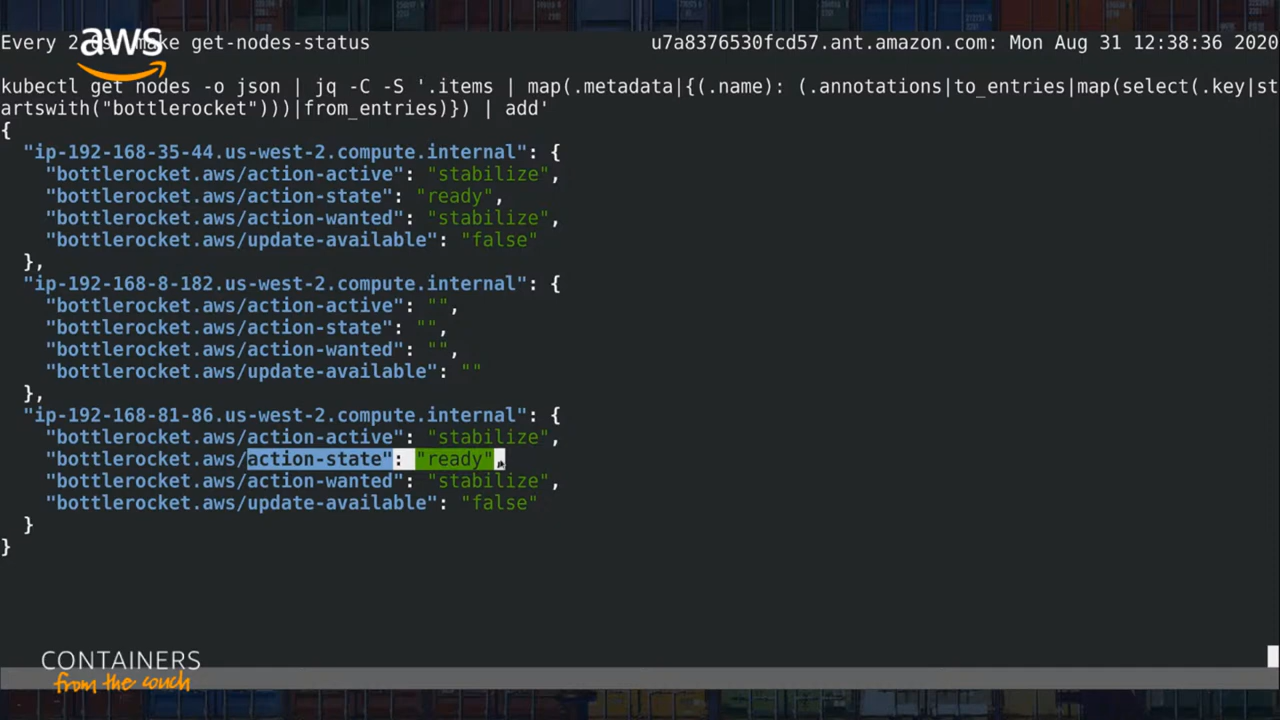 Every 2.0s: make get-nodes-status u7a8376530fcd57.ant.amazon.com: Mon Aug 31 12:38:36 2020
aws
kubectl get nodes -o json | jq -C -S '.items | map(.metadata|{(.name): (.annotations|to_entries|map(select(.key|st
artswith("bottlerocket")))|from_entries)}) | add'
{
"ip-192-168-35-44.us-west-2.compute.internal": {
"bottlerocket.aws/action-active": "stabilize",
"bottlerocket.aws/action-state": "ready",
"bottlerocket.aws/action-wanted": "stabilize",
"bottlerocket.aws/update-available": "false"
},
"ip-192-168-8-182.us-west-2.compute.internal": {
"bottlerocket.aws/action-active": "",
"bottlerocket.aws/action-state": "",
"bottlerocket.aws/action-wanted": "",
"bottlerocket.aws/update-available": ""
},
"ip-192-168-81-86.us-west-2.compute.internal": {
"bottlerocket.aws/action-active": "stabilize",
"bottlerocket.aws/action-state": "ready",
"bottlerocket.aws/action-wanted": "stabilize",
"bottlerocket.aws/update-available": "false"
}
}
CONTAINERS
from the couch